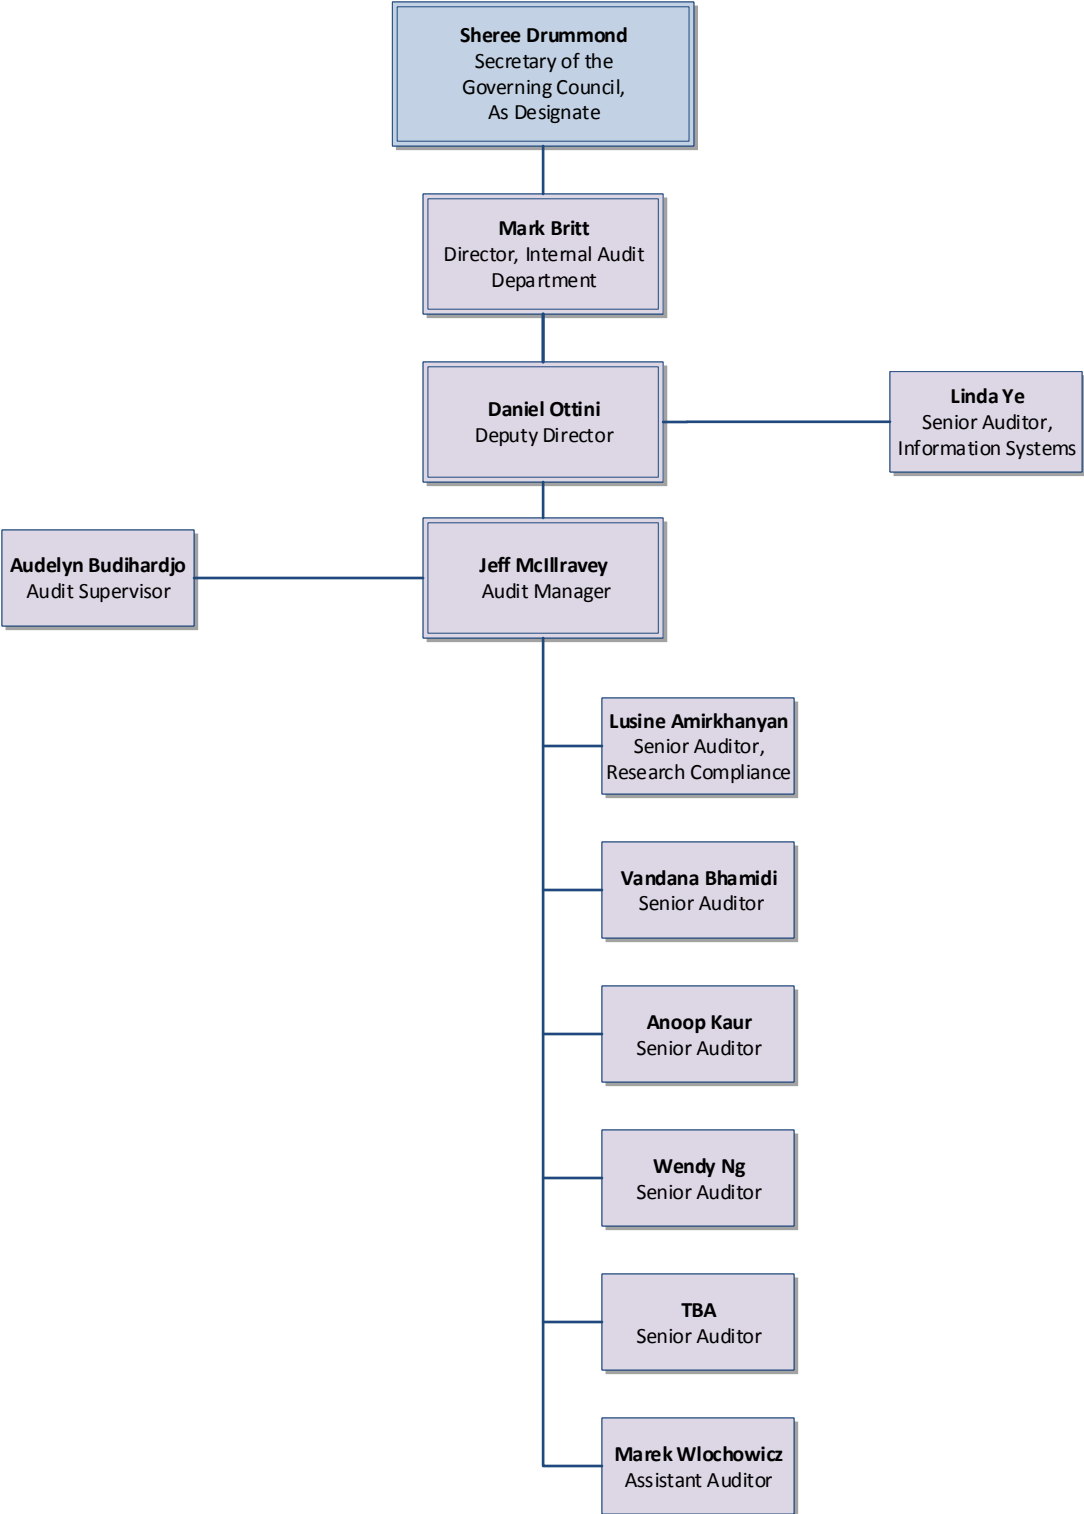 Sheree Drummond
Secretary of the
Governing Council,
As Designate
Mark Britt
Director, Internal Audit
Department
Daniel Ottini
Deputy Director
Linda Ye
Senior Auditor,
Information Systems
Audelyn Budihardjo
Audit Supervisor
Jeff McIllravey
Audit Manager
Lusine Amirkhanyan
Senior Auditor,
Research Compliance
Vandana Bhamidi
Senior Auditor
Anoop Kaur
Senior Auditor
Wendy Ng
Senior Auditor
TBA
Senior Auditor
Marek Wlochowicz
Assistant Auditor